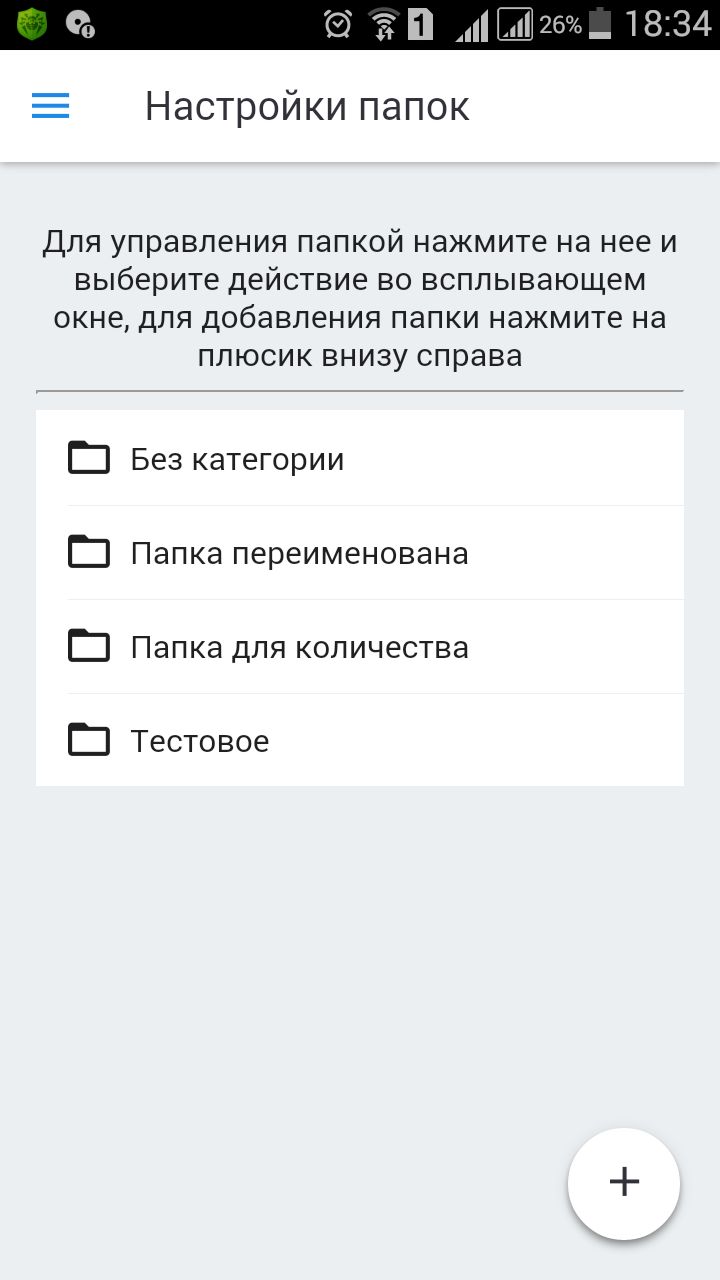 1 26% 18:34
Настройки папок
Для управления папкой нажмите на нее и
выберите действие во всплывающем
окне, для добавления папки нажмите на
плюсик внизу справа
Без категории
Папка переименована
Папка для количества
Тестовое
+